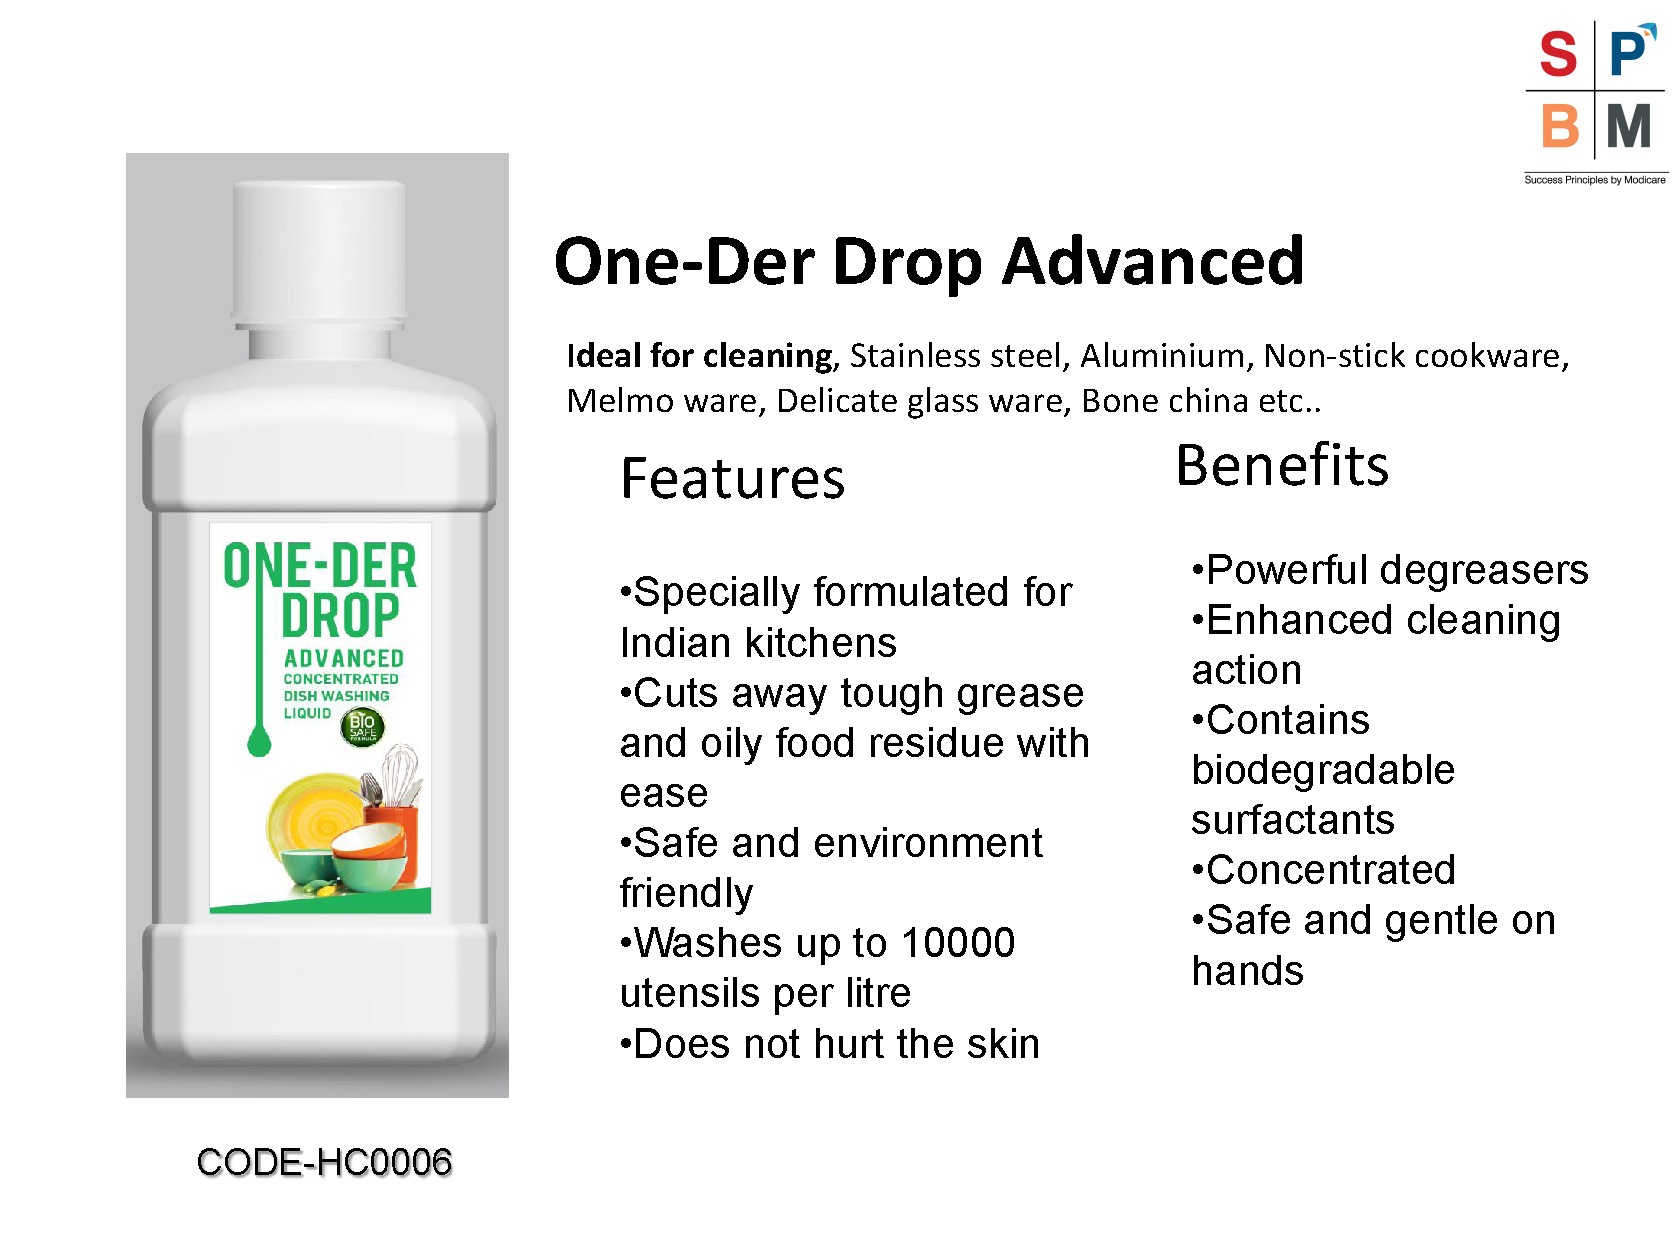 S P
B M
Success Principles by Modicare
One-Der Drop Advanced
Ideal for cleaning, Stainless steel, Aluminium, Non-stick cookware,
Melmo ware, Delicate glass ware, Bone china etc..
Features
•Specially formulated for
Indian kitchens
•Cuts away tough grease
and oily food residue with
ease
•Safe and environment
friendly
•Washes up to 10000
utensils per litre
•Does not hurt the skin
Benefits
•Powerful degreasers
•Enhanced cleaning
action
•Contains
biodegradable
surfactants
•Concentrated
•Safe and gentle on
hands
ONE-DER
DROP
ADVANCED
CONCENTRATED
DISH WASHING
LIQUID
BIO
SAFE
FORMULA
CODE-HC0006